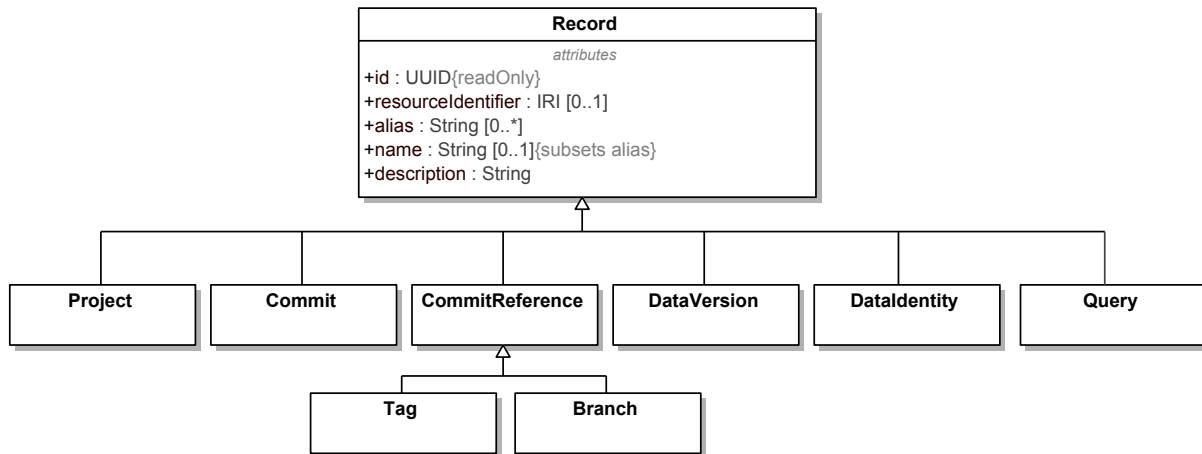 Record
attributes
+id : UUID{readOnly}
+resourceIdentifier : IRI [0..1]
+alias : String [0..*]
+name : String [0..1]{subsets alias}
+description : String
Project Commit CommitReference DataVersion DataIdentity Query
Tag Branch